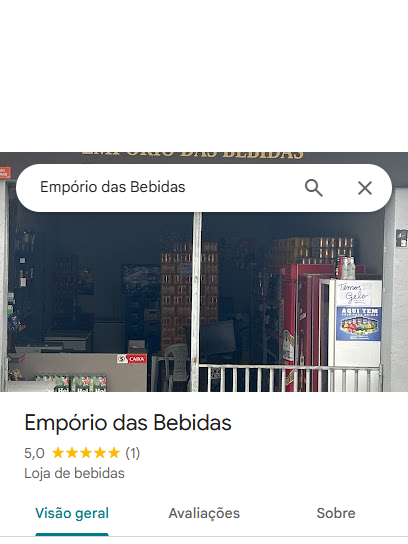 EMPÓRIO DAS BEBIDAS
Empório das Bebidas
Temos
Gelo
AQUI TEM
CAIXA
Empório das Bebidas
5,0 ★★★★★ (1)
Loja de bebidas
Visão geral Avaliações Sobre